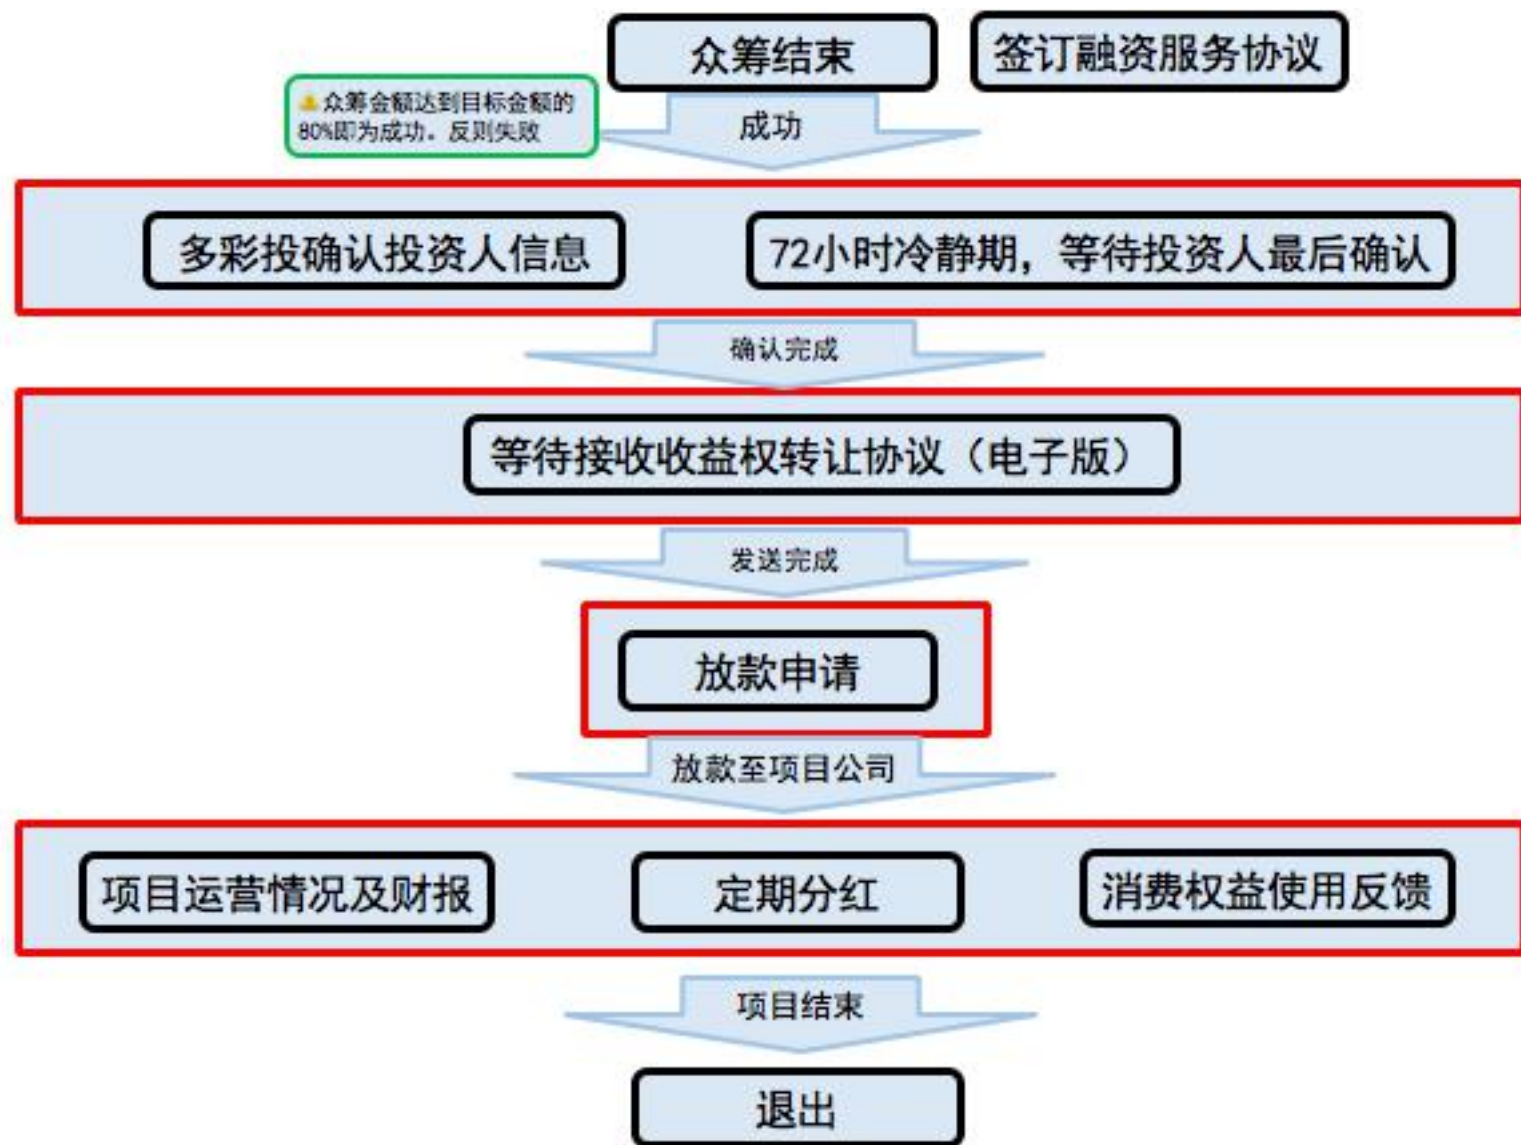 众筹结束
签订融资服务协议
众筹金额达到目标金额的
80%即为成功。反则失败
成功
多彩投确认投资人信息
72小时冷静期，等待投资人最后确认
确认完成
等待接收收益权转让协议（电子版）
发送完成
放款申请
放款至项目公司
项目运营情况及财报
定期分红
消费权益使用反馈
项目结束
退出